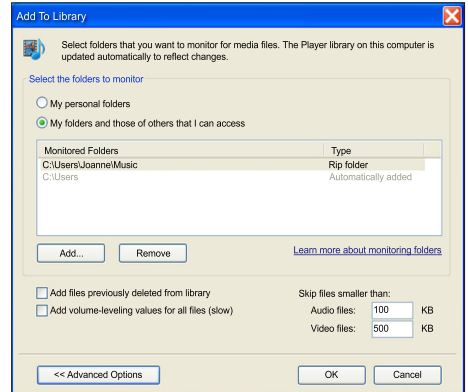 Add To Library
Select folders that you want to monitor for media files. The Player library on this computer is
updated automatically to reflect changes.
Select the folders to monitor
My personal folders
My folders and those of others that I can access
Monitored Folders Type
C:\Users\Joanne\Music Rip folder
C:\Users Automatically added
Add... Remove Learn more about monitoring folders
Add files previously deleted from library Skip files smaller than:
Add volume-leveling values for all files (slow) Audio files: 100 KB
Video files: 500 KB
<< Advanced Options OK Cancel